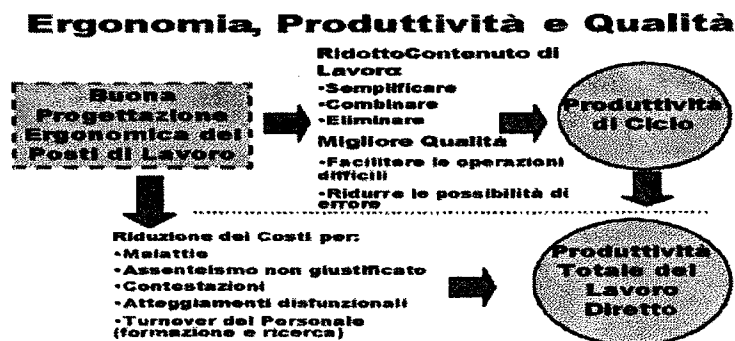 Ergonomia, Produttività e Qualità
Buona
Progettazione
Ergonomica dei
Posti di Lavoro
RidottoContenuto di
Lavoro:
•Semplificare
•Combinare
•Eliminare
Migliore Qualità
•Facilitare le operazioni
difficili
•Ridurre le possibilità di
errore
Produttività
di Ciclo
Riduzione dei Costi per:
•Malattie
•Assenteismo non giustificato
•Contestazioni
•Atteggiamenti disfunzionali
•Turnover del Personale
(formazione e ricerca)
Produttività
Totale del
Lavoro
Diretto